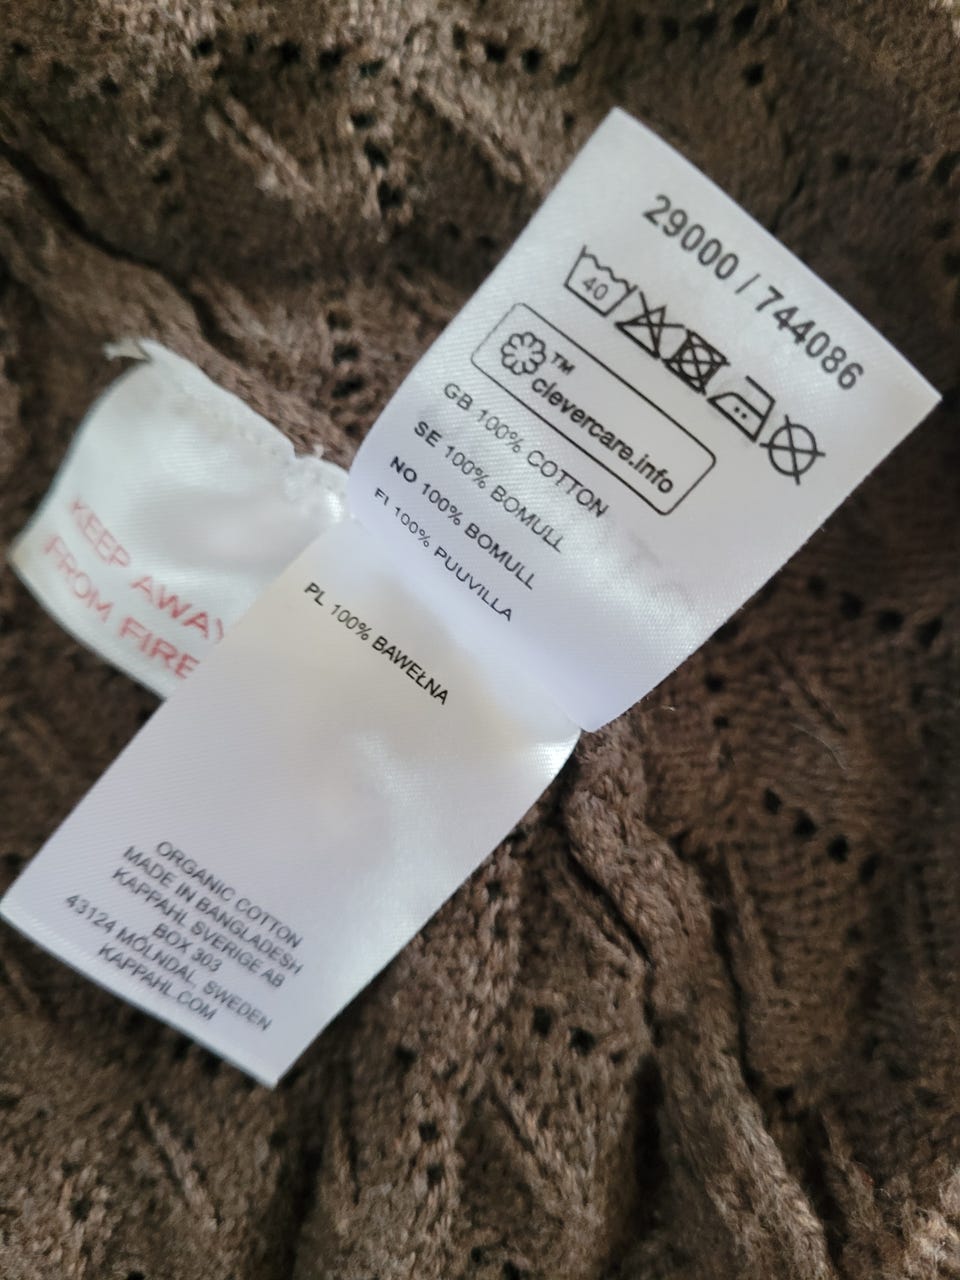 29000 / 744086
40
™
clevercare.info
GB 100% COTTON
SE 100% BOMULL
NO 100% BOMULL
FI 100% PUUVILLA
PL 100% BAWEŁNA
KEEP AWAY
FROM FIRE
ORGANIC COTTON
MADE IN BANGLADESH
KAPPAHL SVERIGE AB
BOX 303
43124 MÖLNDAL, SWEDEN
KAPPAHL.COM